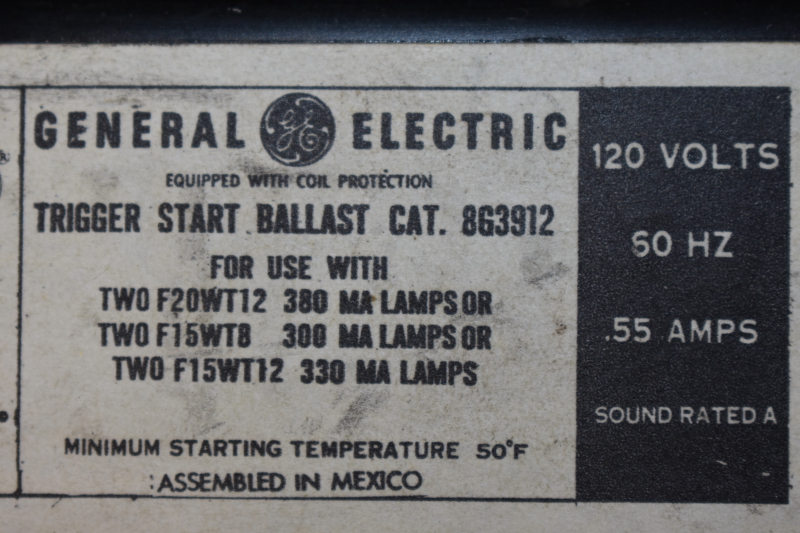 GENERAL GE ELECTRIC
EQUIPPED WITH COIL PROTECTION
TRIGGER START BALLAST CAT. 8G3912
FOR USE WITH
TWO F20WT12 380 MA LAMPS OR
TWO F15WT8 300 MA LAMPS OR
TWO F15WT12 330 MA LAMPS
MINIMUM STARTING TEMPERATURE 50°F
ASSEMBLED IN MEXICO
120 VOLTS
60 HZ
.55 AMPS
SOUND RATED A